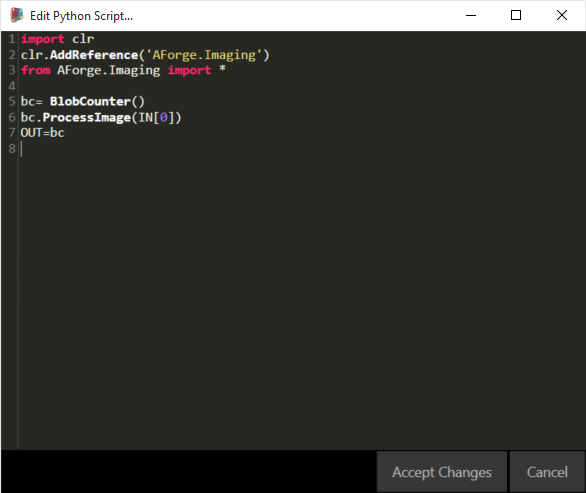 Edit Python Script...
1 import clr
2 clr.AddReference('AForge.Imaging')
3 from AForge.Imaging import *
4
5 bc= BlobCounter()
6 bc.ProcessImage(IN[0])
7 OUT=bc
8
Accept Changes
Cancel